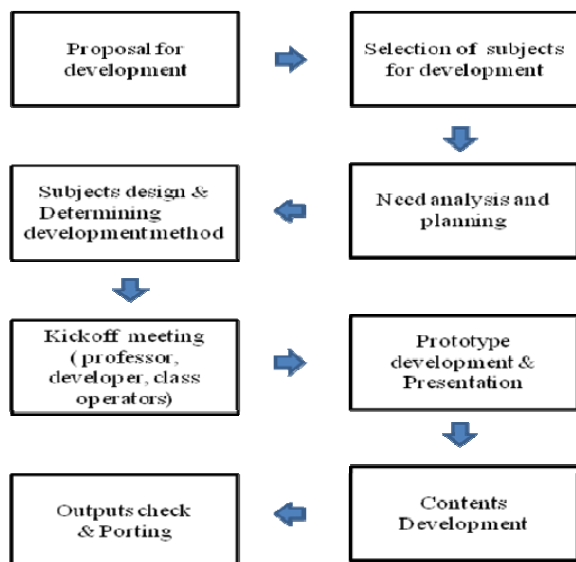 Proposal for
development
Selection of subjects
for development
Need analysis and
planning
Subjects design &
Determining
development method
Kickoff meeting
( professor,
developer, class
operators)
Prototype
development &
Presentation
Contents
Development
Outputs check
& Porting